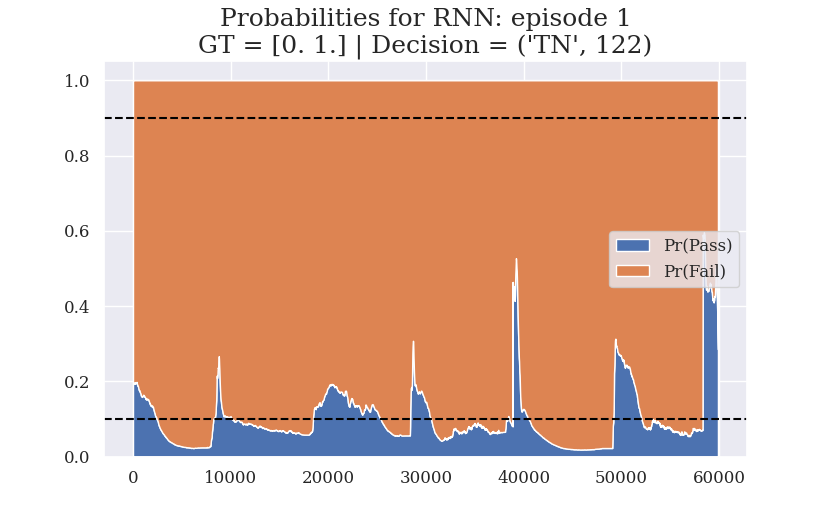 Probabilities for RNN: episode 1
GT = [0. 1.] | Decision = ('TN', 122)
1.0
0.8
0.6
0.4
0.2
0.0
Pr(Pass)
Pr(Fail)
0 10000 20000 30000 40000 50000 60000